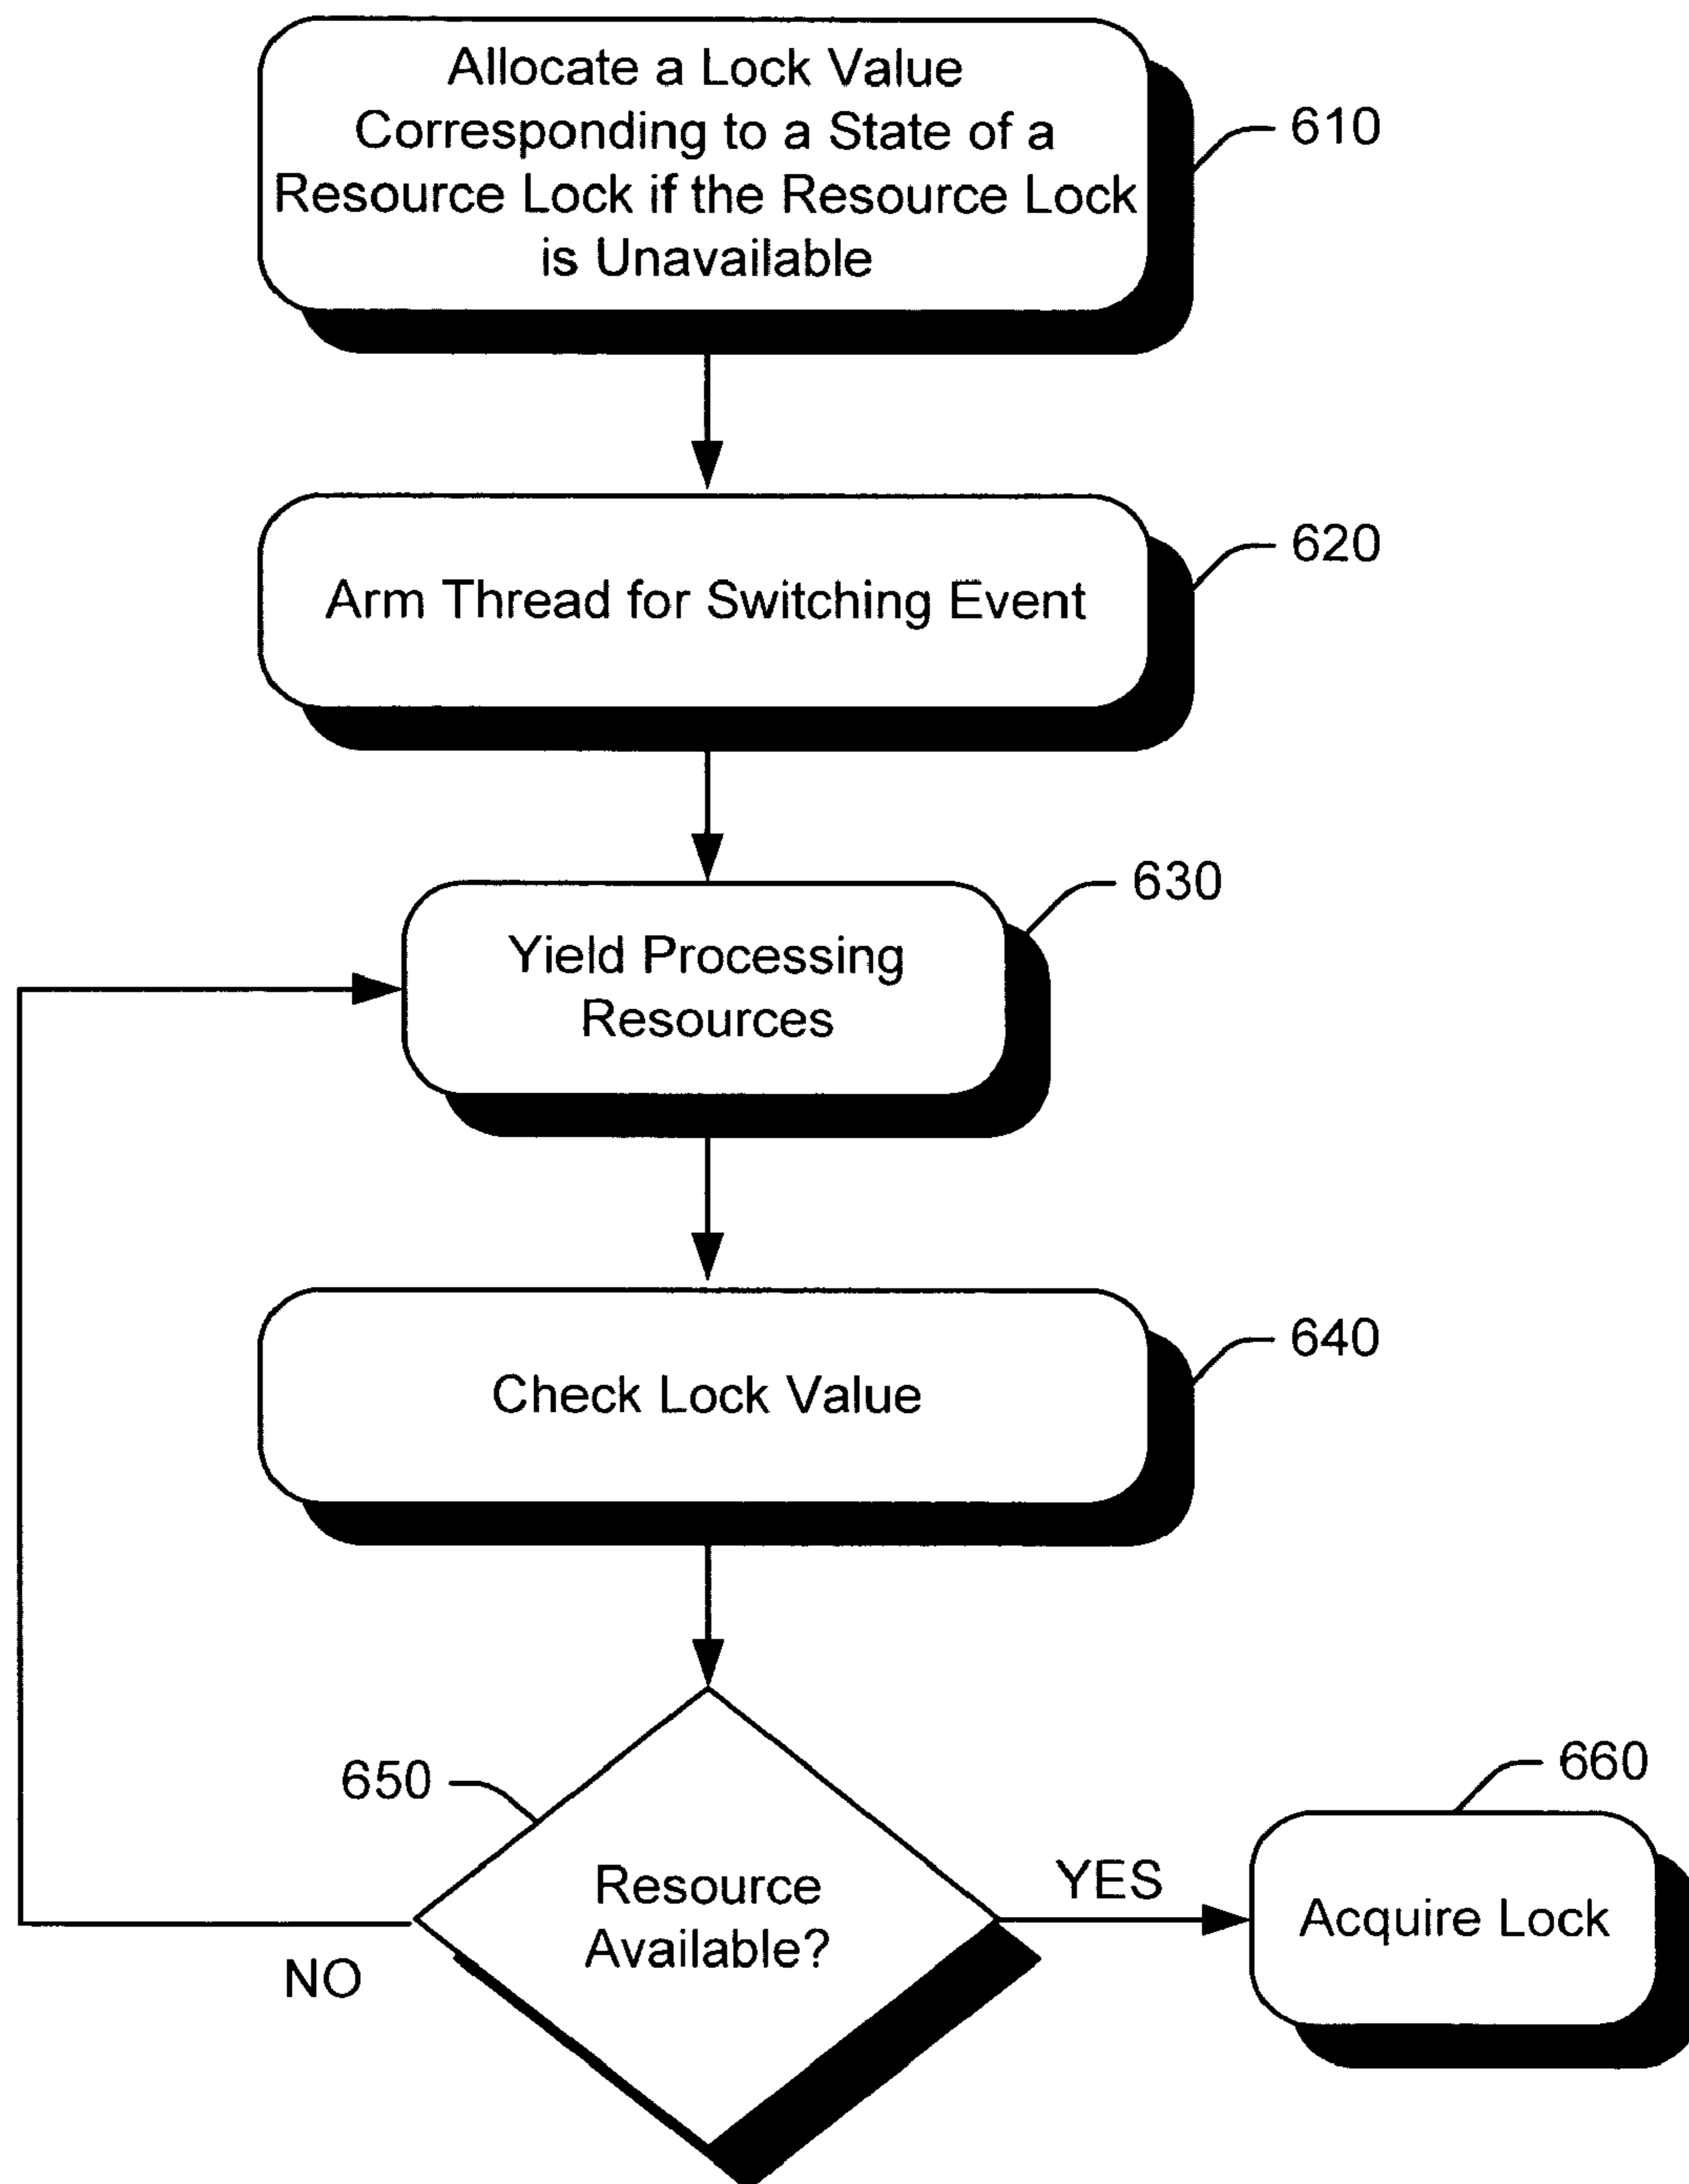 Allocate a Lock Value
Corresponding to a State of a
Resource Lock if the Resource Lock
is Unavailable
610
Arm Thread for Switching Event
620
630
Yield Processing
Resources
Check Lock Value
640
650
Resource
Available?
NO
YES
660
Acquire Lock